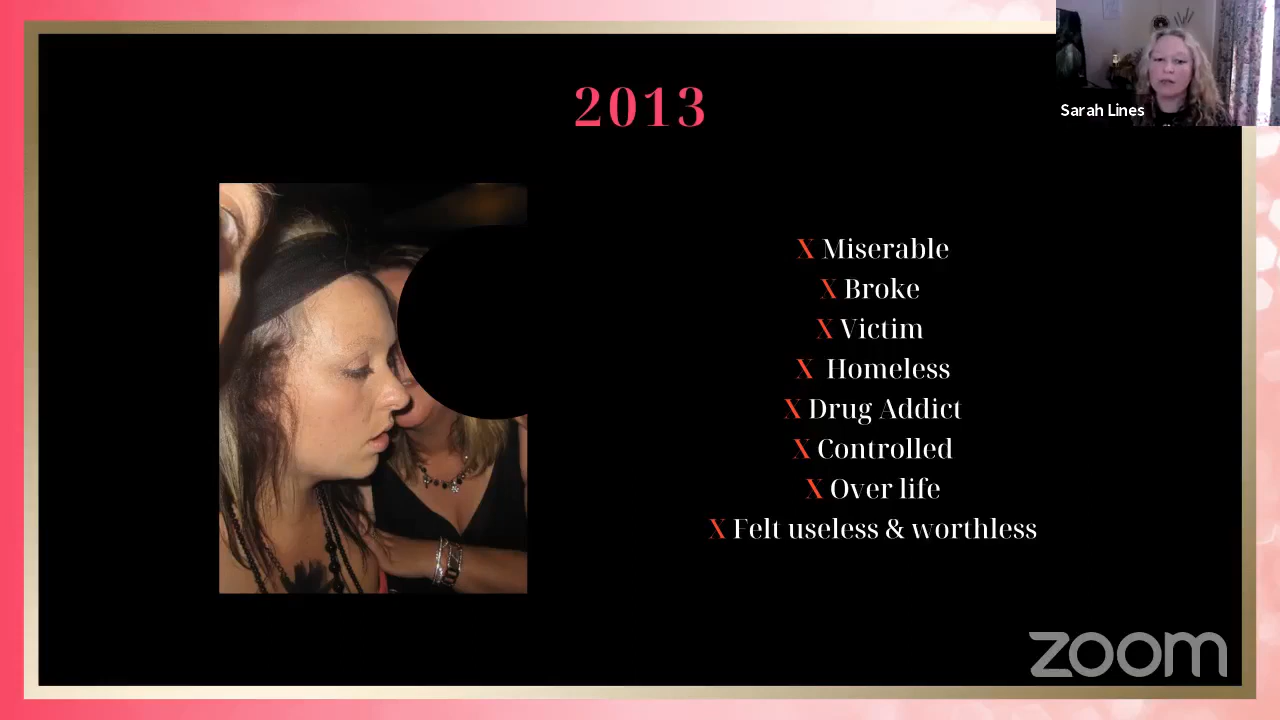 2013
Sarah Lines
X Miserable
X Broke
X Victim
X Homeless
X Drug Addict
X Controlled
X Over life
X Felt useless & worthless
zoom